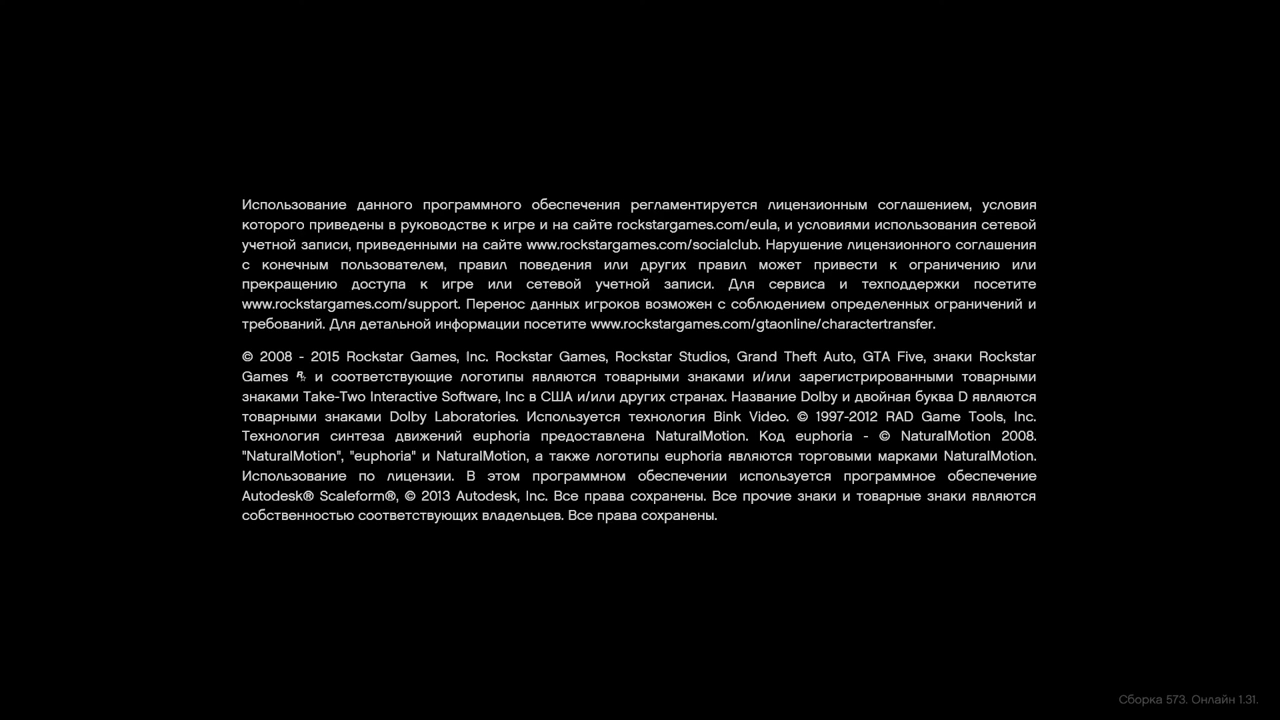 Использование данного программного обеспечения регламентируется лицензионным соглашением, условия
которого приведены в руководстве к игре и на сайте rockstargames.com/eula, и условиями использования сетевой
учетной записи, приведенными на сайте www.rockstargames.com/socialclub. Нарушение лицензионного соглашения
с конечным пользователем, правил поведения или других правил может привести к ограничению или
прекращению доступа к игре или сетевой учетной записи. Для сервиса и техподдержки посетите
www.rockstargames.com/support. Перенос данных игроков возможен с соблюдением определенных ограничений и
требований. Для детальной информации посетите www.rockstargames.com/gtaonline/charactertransfer.
© 2008 - 2015 Rockstar Games, Inc. Rockstar Games, Rockstar Studios, Grand Theft Auto, GTA Five, знаки Rockstar
Games R* и соответствующие логотипы являются товарными знаками и/или зарегистрированными товарными
знаками Take-Two Interactive Software, Inc в США и/или других странах. Название Dolby и двойная буква D являются
товарными знаками Dolby Laboratories. Используется технология Bink Video. © 1997-2012 RAD Game Tools, Inc.
Технология синтеза движений euphoria предоставлена NaturalMotion. Код euphoria - © NaturalMotion 2008.
"NaturalMotion", "euphoria" и NaturalMotion, а также логотипы euphoria являются торговыми марками NaturalMotion.
Использование по лицензии. В этом программном обеспечении используется программное обеспечение
Autodesk® Scaleform®, © 2013 Autodesk, Inc. Все права сохранены. Все прочие знаки и товарные знаки являются
собственностью соответствующих владельцев. Все права сохранены.
Сборка 573. Онлайн 1.31.